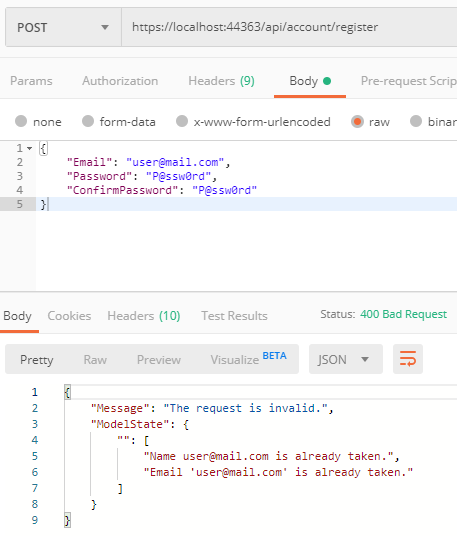 POST https://localhost:44363/api/account/register
Params Authorization Headers (9) Body Pre-request Scrip
none form-data x-www-form-urlencoded raw binar
1 {
2 "Email": "user@mail.com",
3 "Password": "P@ssw0rd",
4 "ConfirmPassword": "P@ssw0rd"
5 }
Body Cookies Headers (10) Test Results Status: 400 Bad Request
Pretty Raw Preview Visualize BETA JSON
1 {
2 "Message": "The request is invalid.",
3 "ModelState": {
4 "": [
5 "Name user@mail.com is already taken.",
6 "Email 'user@mail.com' is already taken."
7 ]
8 }
9 }